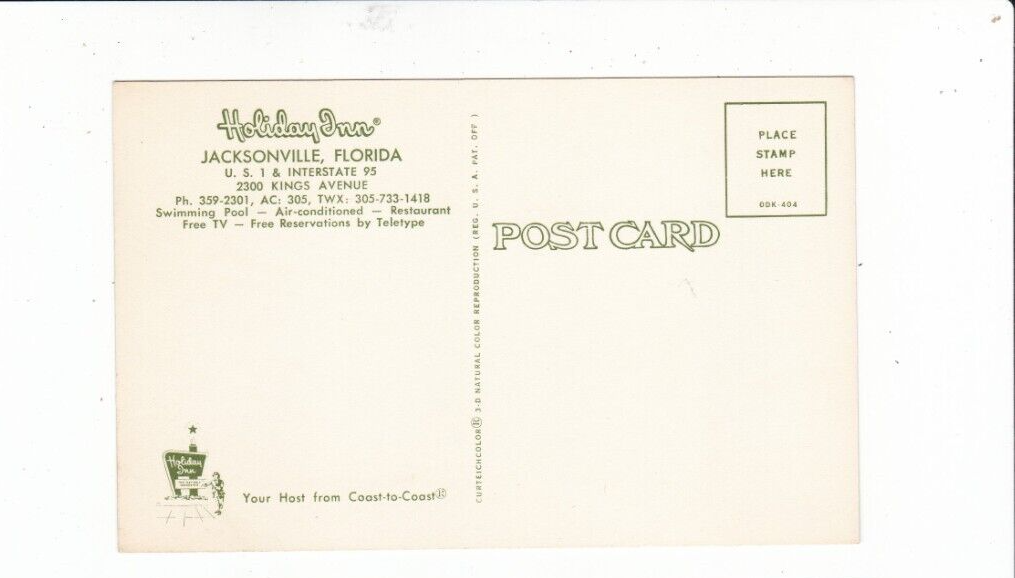 Holiday Inn®
JACKSONVILLE, FLORIDA
U. S. 1 & INTERSTATE 95
2300 KINGS AVENUE
Ph. 359-2301, AC: 305, TWX: 305-733-1418
Swimming Pool — Air-conditioned — Restaurant
Free TV — Free Reservations by Teletype
Holiday
Inn
Your Host from Coast-to-Coast®
CURTEICHCOLOR® 3-D NATURAL COLOR REPRODUCTION (REG. U. S. A. PAT. OFF )
POST CARD
PLACE
STAMP
HERE
ODK-404